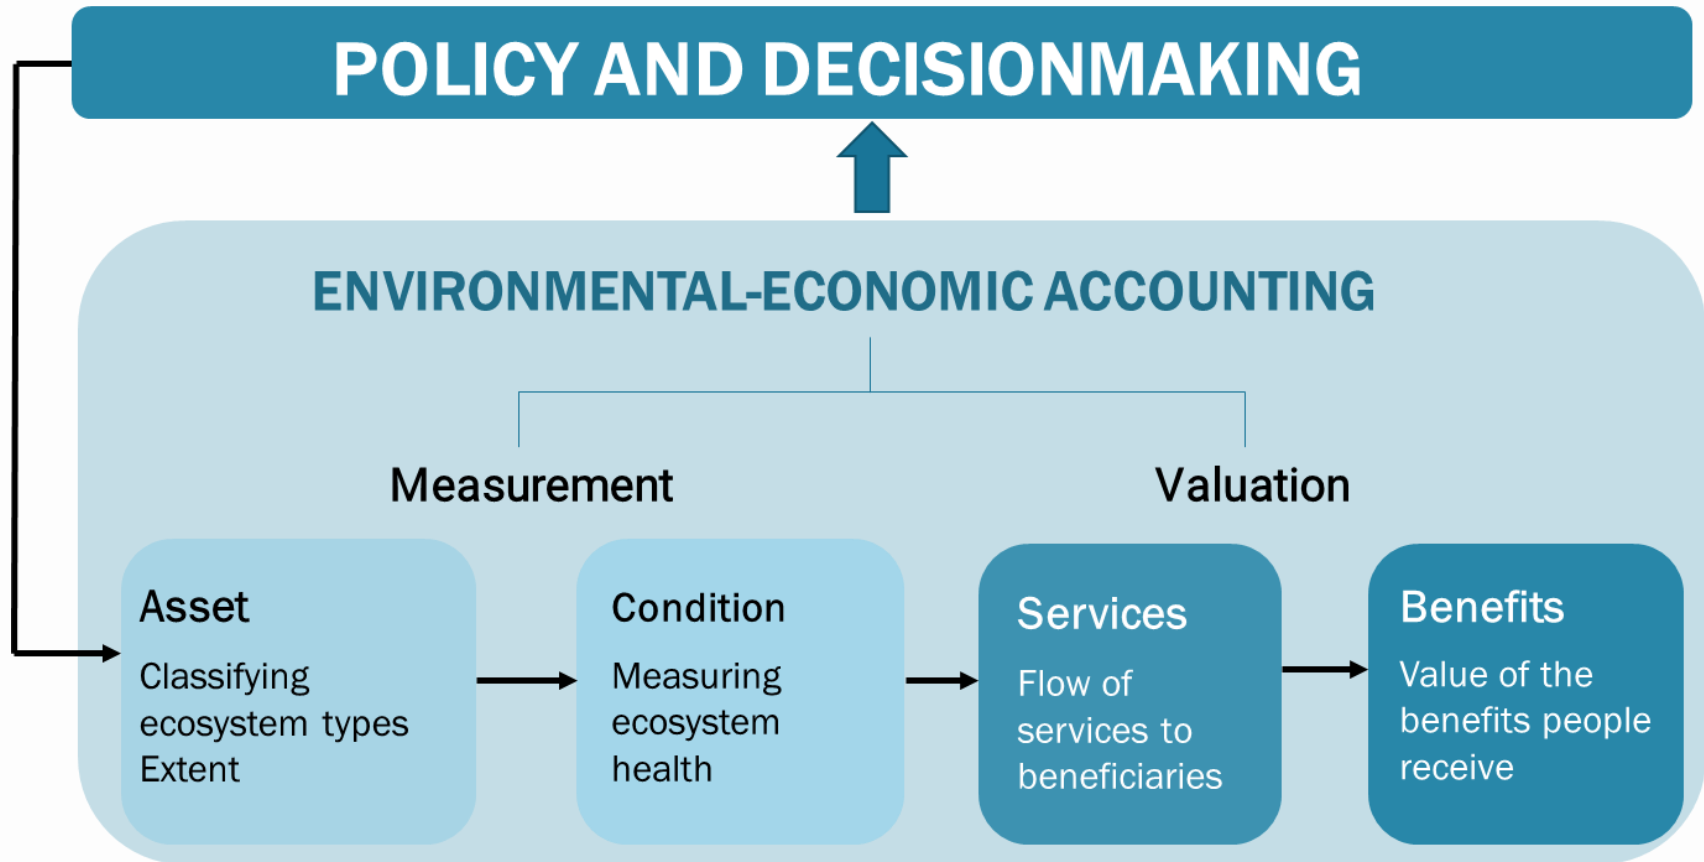 POLICY AND DECISIONMAKING
ENVIRONMENTAL-ECONOMIC ACCOUNTING
Measurement
Valuation
Asset
Classifying
ecosystem types
Extent
Condition
Measuring
ecosystem
health
Services
Flow of
services to
beneficiaries
Benefits
Value of the
benefits people
receive